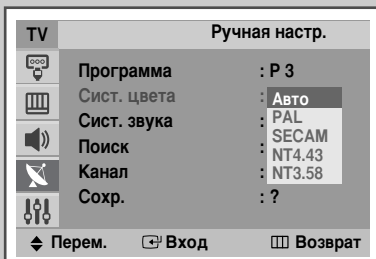 TV Ручная настр.
Программа : P 3
Сист. цвета : Авто
PAL
Сист. звука : SECAM
Поиск : NT4.43
Канал : NT3.58
Сохр. : ?
Перем. Вход Возврат